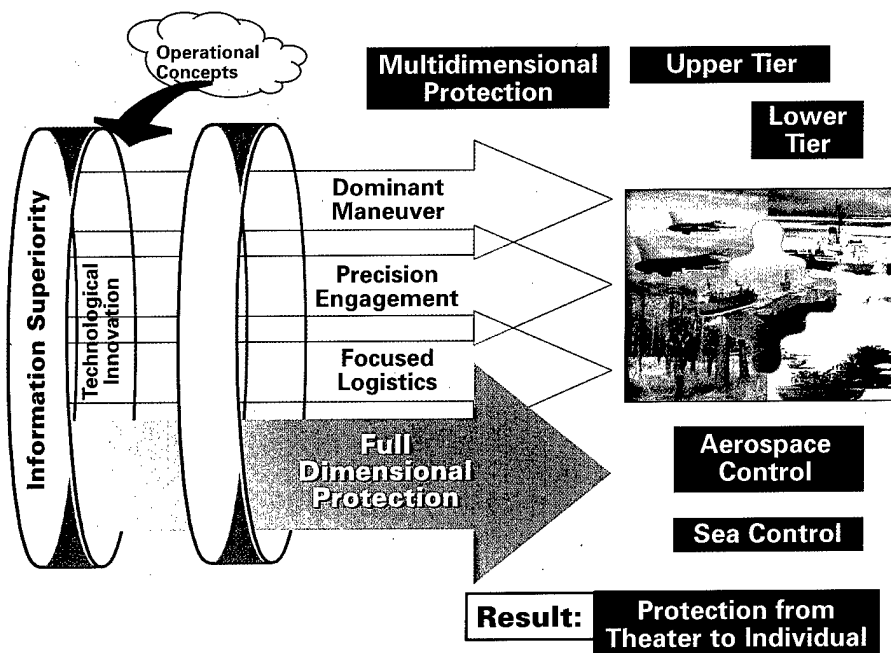 Operational
Concepts
Multidimensional
Protection
Upper Tier
Lower
Tier
Information Superiority
Technological
Innovation
Dominant
Maneuver
Precision
Engagement
Focused
Logistics
Full
Dimensional
Protection
Aerospace
Control
Sea Control
Result:
Protection from
Theater to Individual